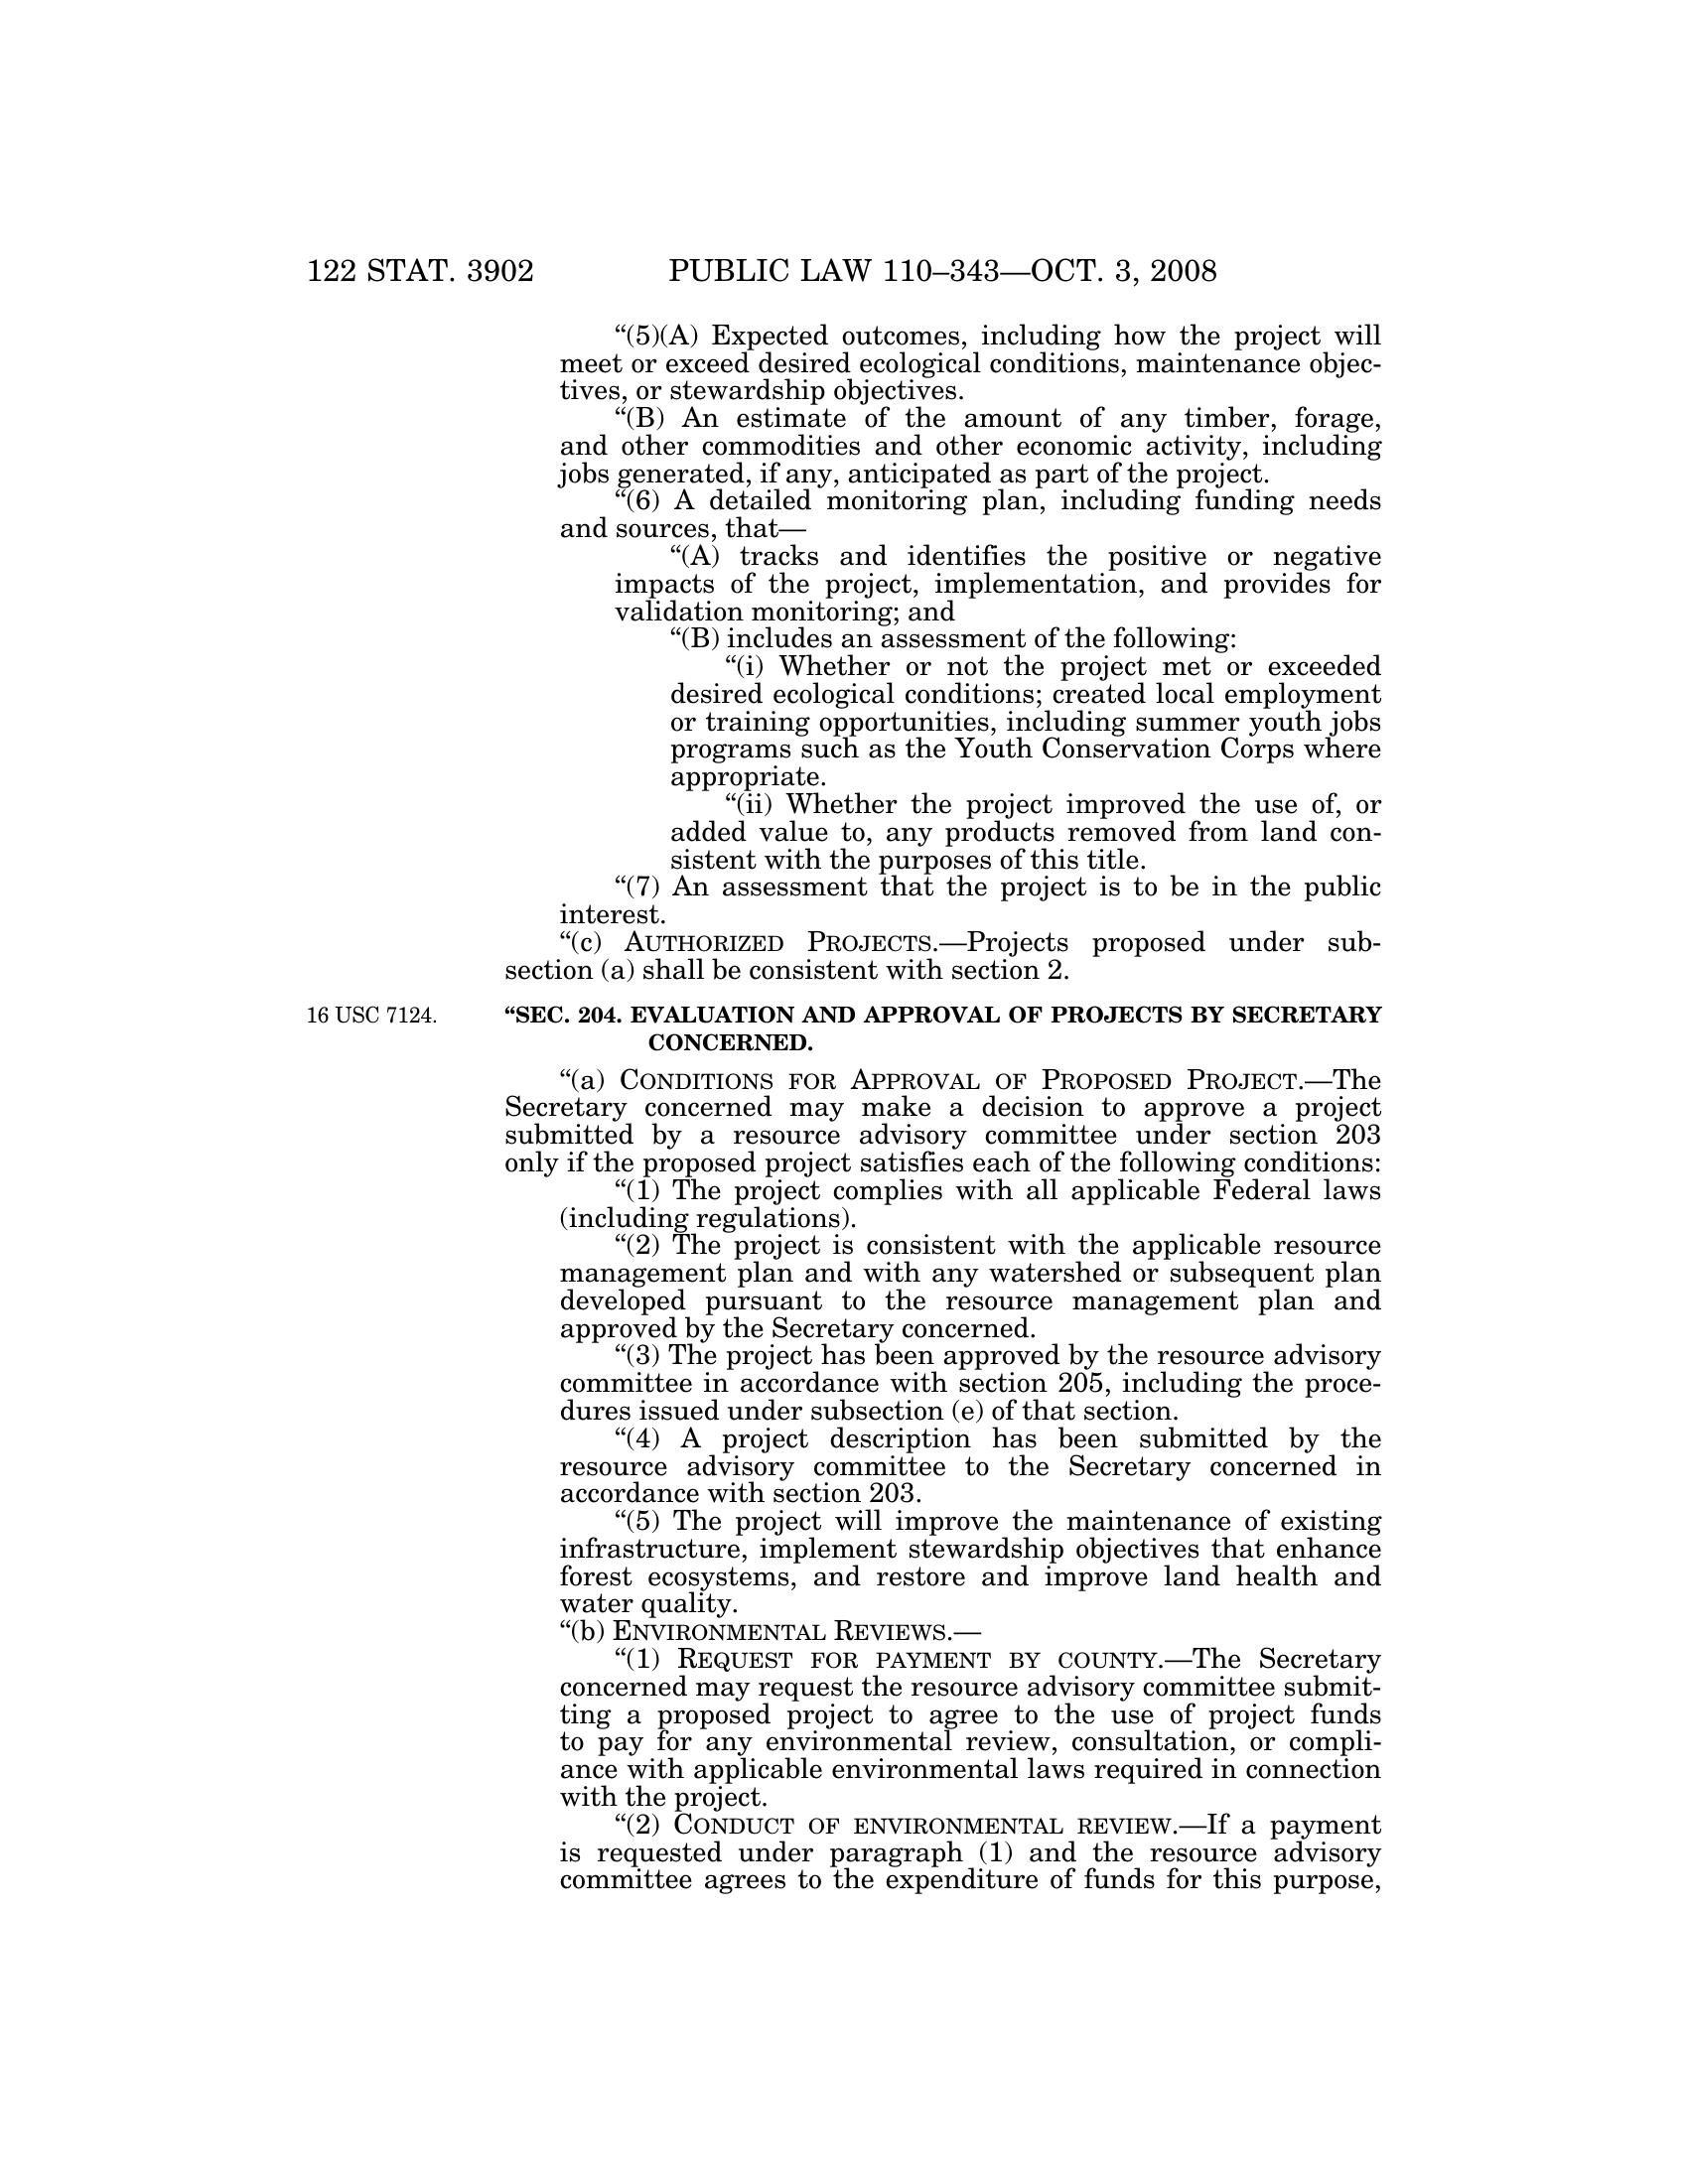 122 STAT. 3902 PUBLIC LAW 110–343—OCT. 3, 2008
“(5)(A) Expected outcomes, including how the project will
meet or exceed desired ecological conditions, maintenance objec-
tives, or stewardship objectives.
“(B) An estimate of the amount of any timber, forage,
and other commodities and other economic activity, including
jobs generated, if any, anticipated as part of the project.
“(6) A detailed monitoring plan, including funding needs
and sources, that—
“(A) tracks and identifies the positive or negative
impacts of the project, implementation, and provides for
validation monitoring; and
“(B) includes an assessment of the following:
“(i) Whether or not the project met or exceeded
desired ecological conditions; created local employment
or training opportunities, including summer youth jobs
programs such as the Youth Conservation Corps where
appropriate.
“(ii) Whether the project improved the use of, or
added value to, any products removed from land con-
sistent with the purposes of this title.
“(7) An assessment that the project is to be in the public
interest.
“(c) AUTHORIZED PROJECTS.—Projects proposed under sub-
section (a) shall be consistent with section 2.
16 USC 7124.
“SEC. 204. EVALUATION AND APPROVAL OF PROJECTS BY SECRETARY
CONCERNED.
“(a) CONDITIONS FOR APPROVAL OF PROPOSED PROJECT.—The
Secretary concerned may make a decision to approve a project
submitted by a resource advisory committee under section 203
only if the proposed project satisfies each of the following conditions:
“(1) The project complies with all applicable Federal laws
(including regulations).
“(2) The project is consistent with the applicable resource
management plan and with any watershed or subsequent plan
developed pursuant to the resource management plan and
approved by the Secretary concerned.
“(3) The project has been approved by the resource advisory
committee in accordance with section 205, including the proce-
dures issued under subsection (e) of that section.
“(4) A project description has been submitted by the
resource advisory committee to the Secretary concerned in
accordance with section 203.
“(5) The project will improve the maintenance of existing
infrastructure, implement stewardship objectives that enhance
forest ecosystems, and restore and improve land health and
water quality.
“(b) ENVIRONMENTAL REVIEWS.—
“(1) REQUEST FOR PAYMENT BY COUNTY.—The Secretary
concerned may request the resource advisory committee submit-
ting a proposed project to agree to the use of project funds
to pay for any environmental review, consultation, or compli-
ance with applicable environmental laws required in connection
with the project.
“(2) CONDUCT OF ENVIRONMENTAL REVIEW.—If a payment
is requested under paragraph (1) and the resource advisory
committee agrees to the expenditure of funds for this purpose,